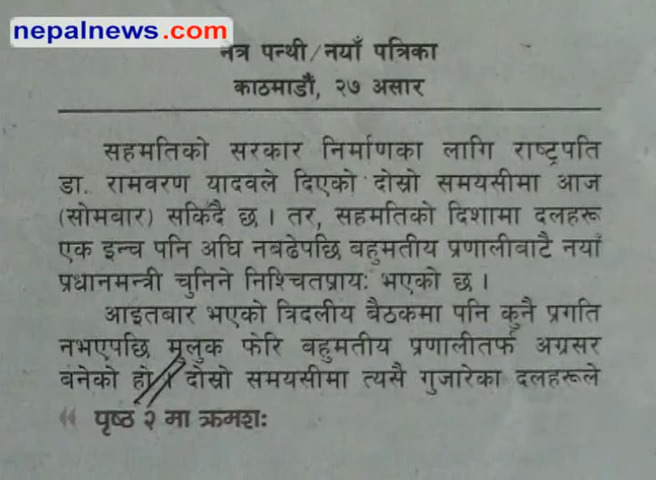 nepalnews.com
नत्र पन्थी/नयाँ पत्रिका
काठमाडौं, २७ असार
सहमतिको सरकार निर्माणका लागि राष्ट्रपति
डा. रामवरण यादवले दिएको दोस्रो समयसीमा आज
(सोमबार) सकिँदै छ । तर, सहमतिको दिशामा दलहरू
एक इन्च पनि अघि नबढेपछि बहुमतीय प्रणालीबाटै नयाँ
प्रधानमन्त्री चुनिने निश्चितप्रायः भएको छ ।
आइतबार भएको त्रिदलीय बैठकमा पनि कुनै प्रगति
नभएपछि मुलुक फेरि बहुमतीय प्रणालीतर्फ अग्रसर
बनेको हो । दोस्रो समयसीमा त्यसै गुजारेका दलहरूले
पृष्ठ २ मा क्रमशः